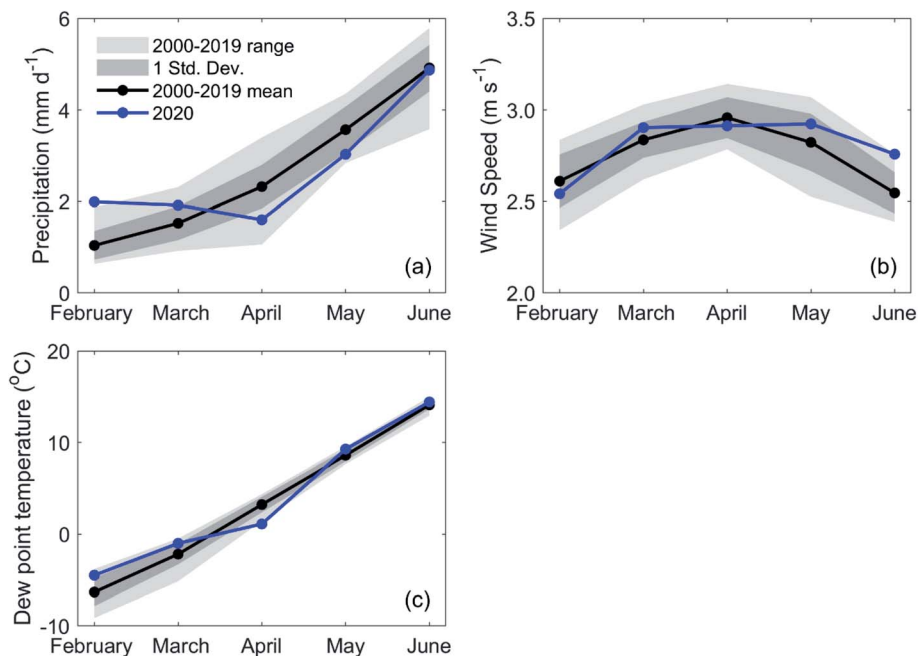 6
4
2
0
Precipitation (mm d⁻¹)
2000-2019 range
1 Std. Dev.
2000-2019 mean
2020
(a)
February March April May June
3.5
3.0
2.5
2.0
Wind Speed (m s⁻¹)
(b)
February March April May June
20
10
0
-10
Dew point temperature (°C)
(c)
February March April May June